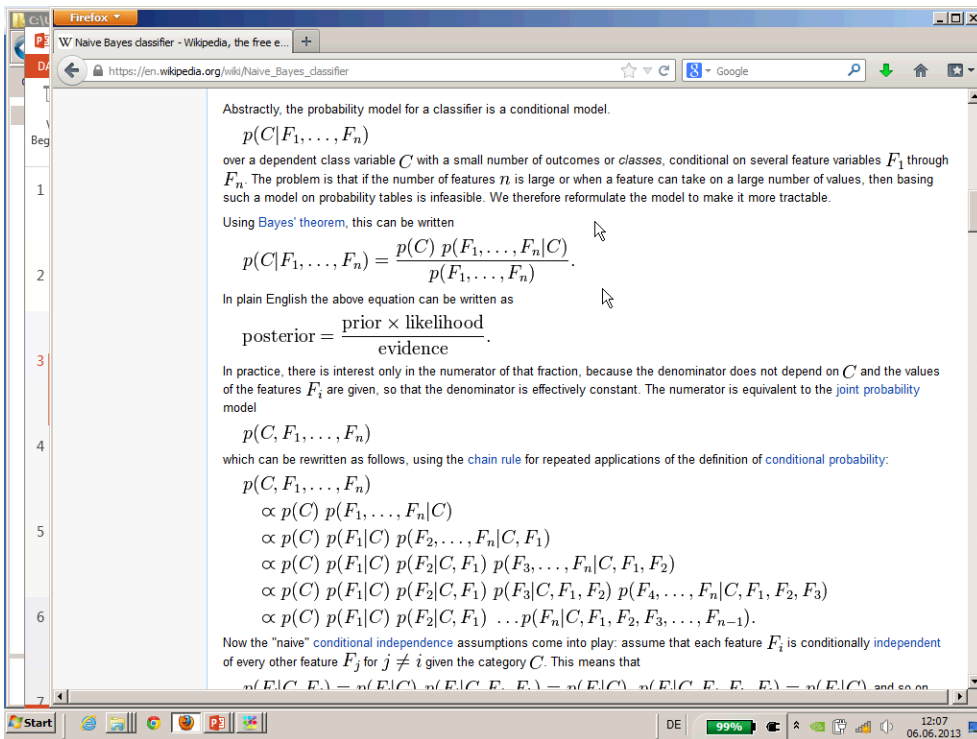 C:\U
Firefox
W Naive Bayes classifier - Wikipedia, the free e... +
https://en.wikipedia.org/wiki/Naive_Bayes_classifier
Google
DA
Beg
1
2
3
4
5
6
7
Abstractly, the probability model for a classifier is a conditional model.
p(C|F₁, . . . , Fₙ)
over a dependent class variable C with a small number of outcomes or classes, conditional on several feature variables F₁ through
Fₙ. The problem is that if the number of features n is large or when a feature can take on a large number of values, then basing
such a model on probability tables is infeasible. We therefore reformulate the model to make it more tractable.
Using Bayes' theorem, this can be written
p(C|F₁, . . . , Fₙ) = p(C) p(F₁, . . . , Fₙ|C) / p(F₁, . . . , Fₙ).
In plain English the above equation can be written as
posterior = prior × likelihood / evidence.
In practice, there is interest only in the numerator of that fraction, because the denominator does not depend on C and the values
of the features Fᵢ are given, so that the denominator is effectively constant. The numerator is equivalent to the joint probability
model
p(C, F₁, . . . , Fₙ)
which can be rewritten as follows, using the chain rule for repeated applications of the definition of conditional probability:
p(C, F₁, . . . , Fₙ)
∝ p(C) p(F₁, . . . , Fₙ|C)
∝ p(C) p(F₁|C) p(F₂, . . . , Fₙ|C, F₁)
∝ p(C) p(F₁|C) p(F₂|C, F₁) p(F₃, . . . , Fₙ|C, F₁, F₂)
∝ p(C) p(F₁|C) p(F₂|C, F₁) p(F₃|C, F₁, F₂) p(F₄, . . . , Fₙ|C, F₁, F₂, F₃)
∝ p(C) p(F₁|C) p(F₂|C, F₁) . . . p(Fₙ|C, F₁, F₂, F₃, . . . , Fₙ₋₁).
Now the "naive" conditional independence assumptions come into play: assume that each feature Fᵢ is conditionally independent
of every other feature Fⱼ for j ≠ i given the category C. This means that
and so on
Start
DE
99%
12:07
06.06.2013